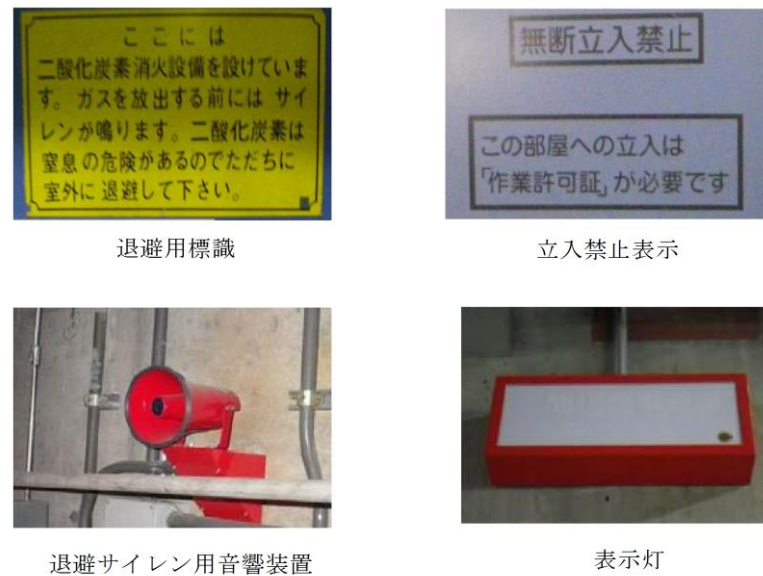 ここには
二酸化炭素消火設備を設けていま
す。ガスを放出する前には サイ
レンが鳴ります。二酸化炭素は
窒息の危険があるのでただちに
室外に退避して下さい。
退避用標識
無断立入禁止
この部屋への立入は
「作業許可証」が必要です
立入禁止表示
退避サイレン用音響装置
表示灯